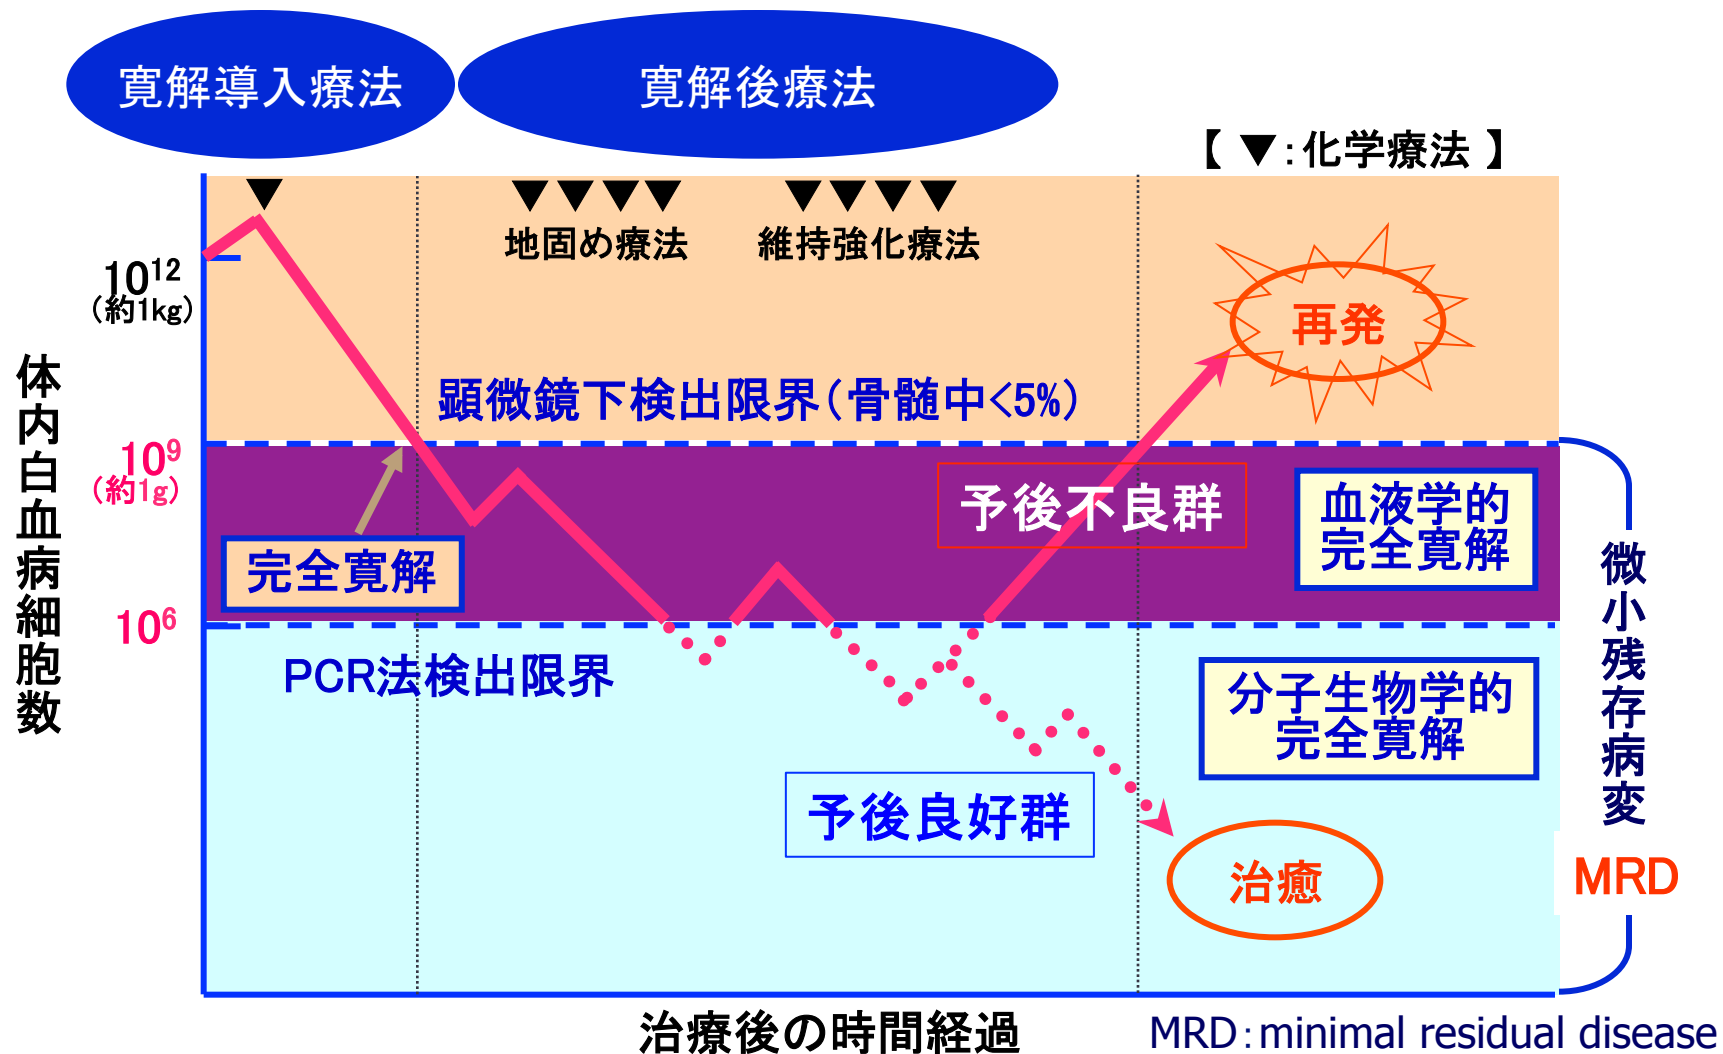 寛解導入療法
寛解後療法
【 ▼:化学療法 】
地固め療法
維持強化療法
10¹²
(約1kg)
再発
顕微鏡下検出限界(骨髄中<5%)
体内白血病細胞数
10⁹
(約1g)
予後不良群
血液学的
完全寛解
完全寛解
10⁶
PCR法検出限界
分子生物学的
完全寛解
微小残存病変
MRD
予後良好群
治癒
治療後の時間経過
MRD:minimal residual disease